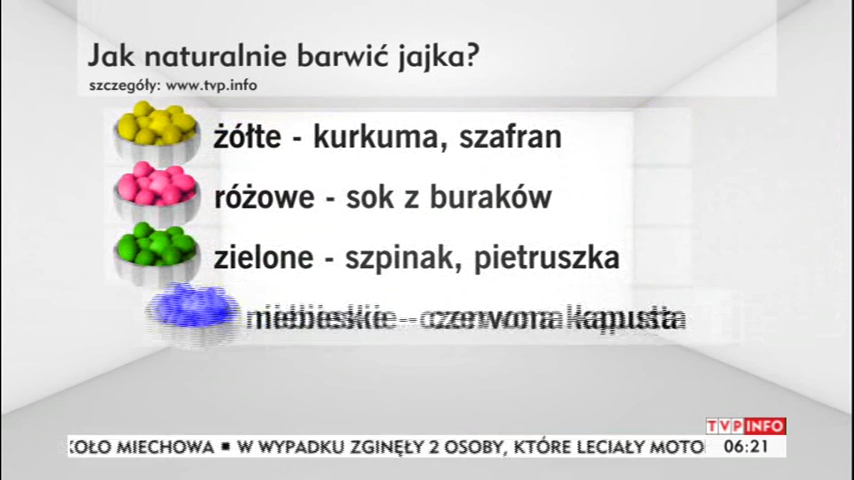 Jak naturalnie barwić jajka?
szczegóły: www.tvp.info
żółte - kurkuma, szafran
różowe - sok z buraków
zielone - szpinak, pietruszka
niebieskie - czerwona kapusta
TVP INFO
KOŁO MIECHOWA ▪ W WYPADKU ZGINĘŁY 2 OSOBY, KTÓRE LECIAŁY MOTO 06:21